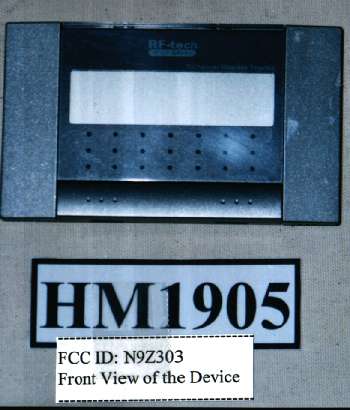 RF-tech
HM1905
FCC ID: N9Z303
Front View of the Device